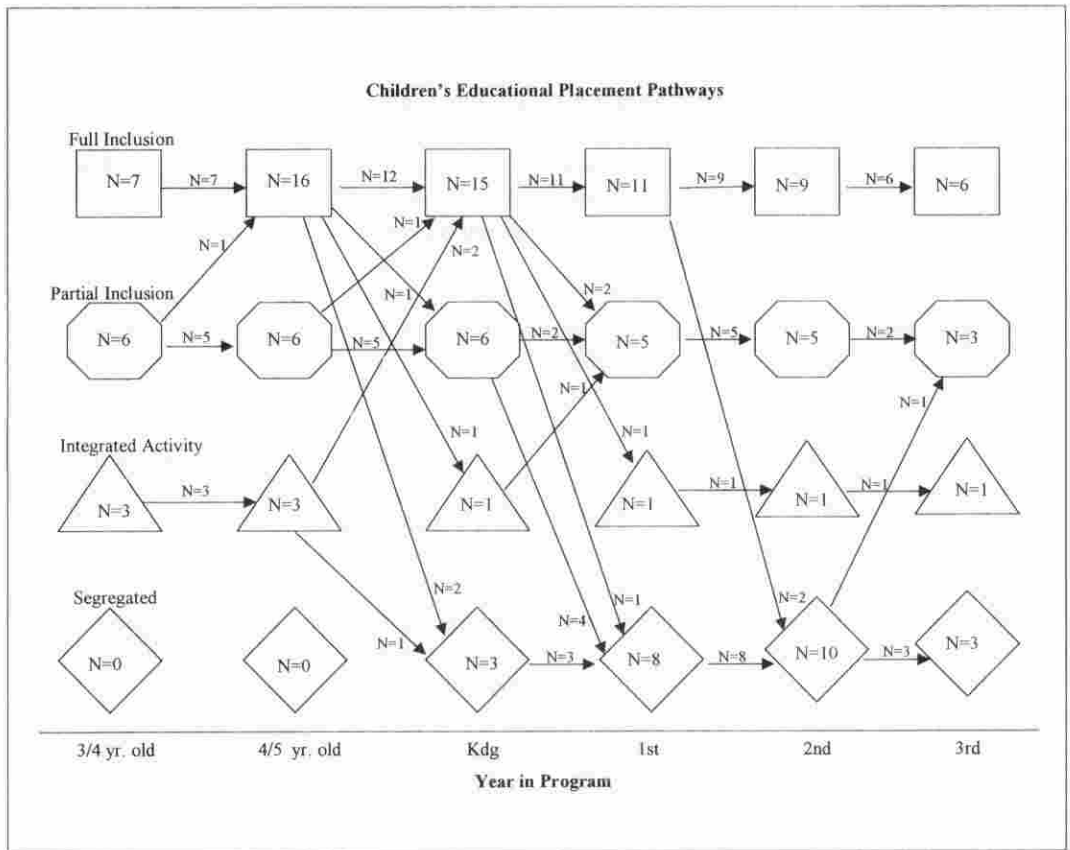 Children's Educational Placement Pathways
Full Inclusion
N=7
N=7
N=16
N=12
N=15
N=11
N=11
N=9
N=9
N=6
N=6
N=1
N=1
N=2
Partial Inclusion
N=6
N=5
N=6
N=5
N=1
N=6
N=2
N=2
N=5
N=5
N=5
N=2
N=3
N=1
N=1
Integrated Activity
N=3
N=3
N=3
N=1
N=1
N=1
N=1
N=1
N=1
N=1
N=1
Segregated
N=0
N=0
N=1
N=2
N=3
N=3
N=4
N=1
N=8
N=8
N=2
N=10
N=3
N=3
3/4 yr. old 4/5 yr. old Kdg 1st 2nd 3rd
Year in Program